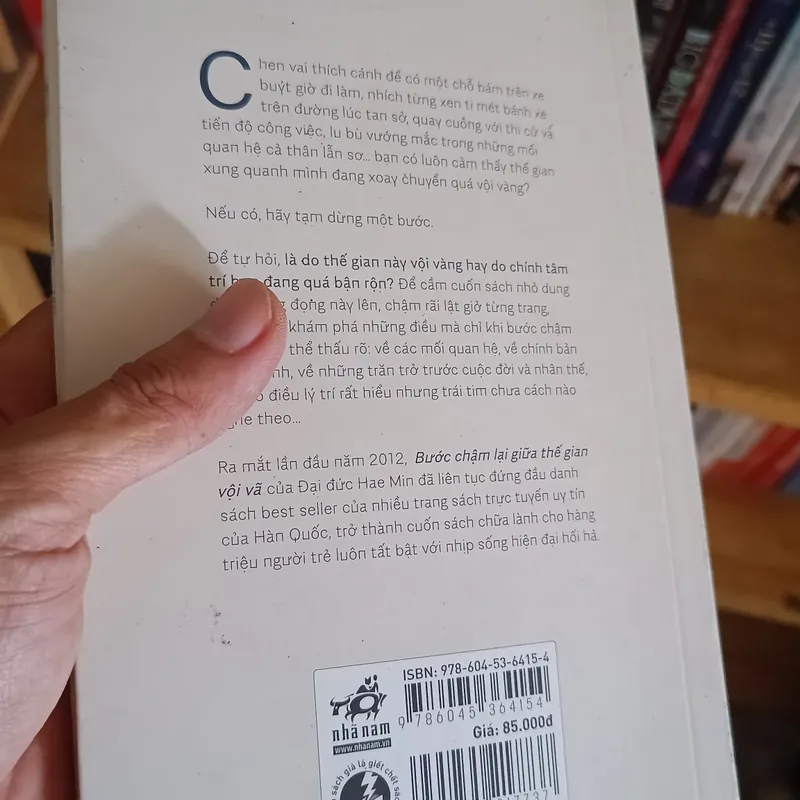 Chen vai thích cánh để có một chỗ bám trên xe
buýt giờ đi làm, nhích từng xen ti mét bánh xe
trên đường lúc tan sở, quay cuồng với thi cử và
tiến độ công việc, lu bù vướng mắc trong những mối
quan hệ cả thân lẫn sơ... bạn có luôn cảm thấy thế gian
xung quanh mình đang xoay chuyển quá vội vàng?
Nếu có, hãy tạm dừng một bước.
Để tự hỏi, là do thế gian này vội vàng hay do chính tâm
trí đang quá bận rộn? Để cầm cuốn sách nhỏ dung
đọng này lên, chậm rãi lật giở từng trang,
khám phá những điều mà chỉ khi bước chậm
thể thấu rõ: về các mối quan hệ, về chính bản
về những trăn trở trước cuộc đời và nhân thế,
điều lý trí rất hiểu nhưng trái tim chưa cách nào
theo...
Ra mắt lần đầu năm 2012, Bước chậm lại giữa thế gian
vội vã của Đại đức Hae Min đã liên tục đứng đầu danh
sách best seller của nhiều trang sách trực tuyến uy tín
của Hàn Quốc, trở thành cuốn sách chữa lành cho hàng
triệu người trẻ luôn tất bật với nhịp sống hiện đại hối hả.
ISBN: 978-604-53-6415-4
9 786045 364154
nhã nam
www.nhanam.vn
Giá: 85.000đ
sách giả là giết chết sác